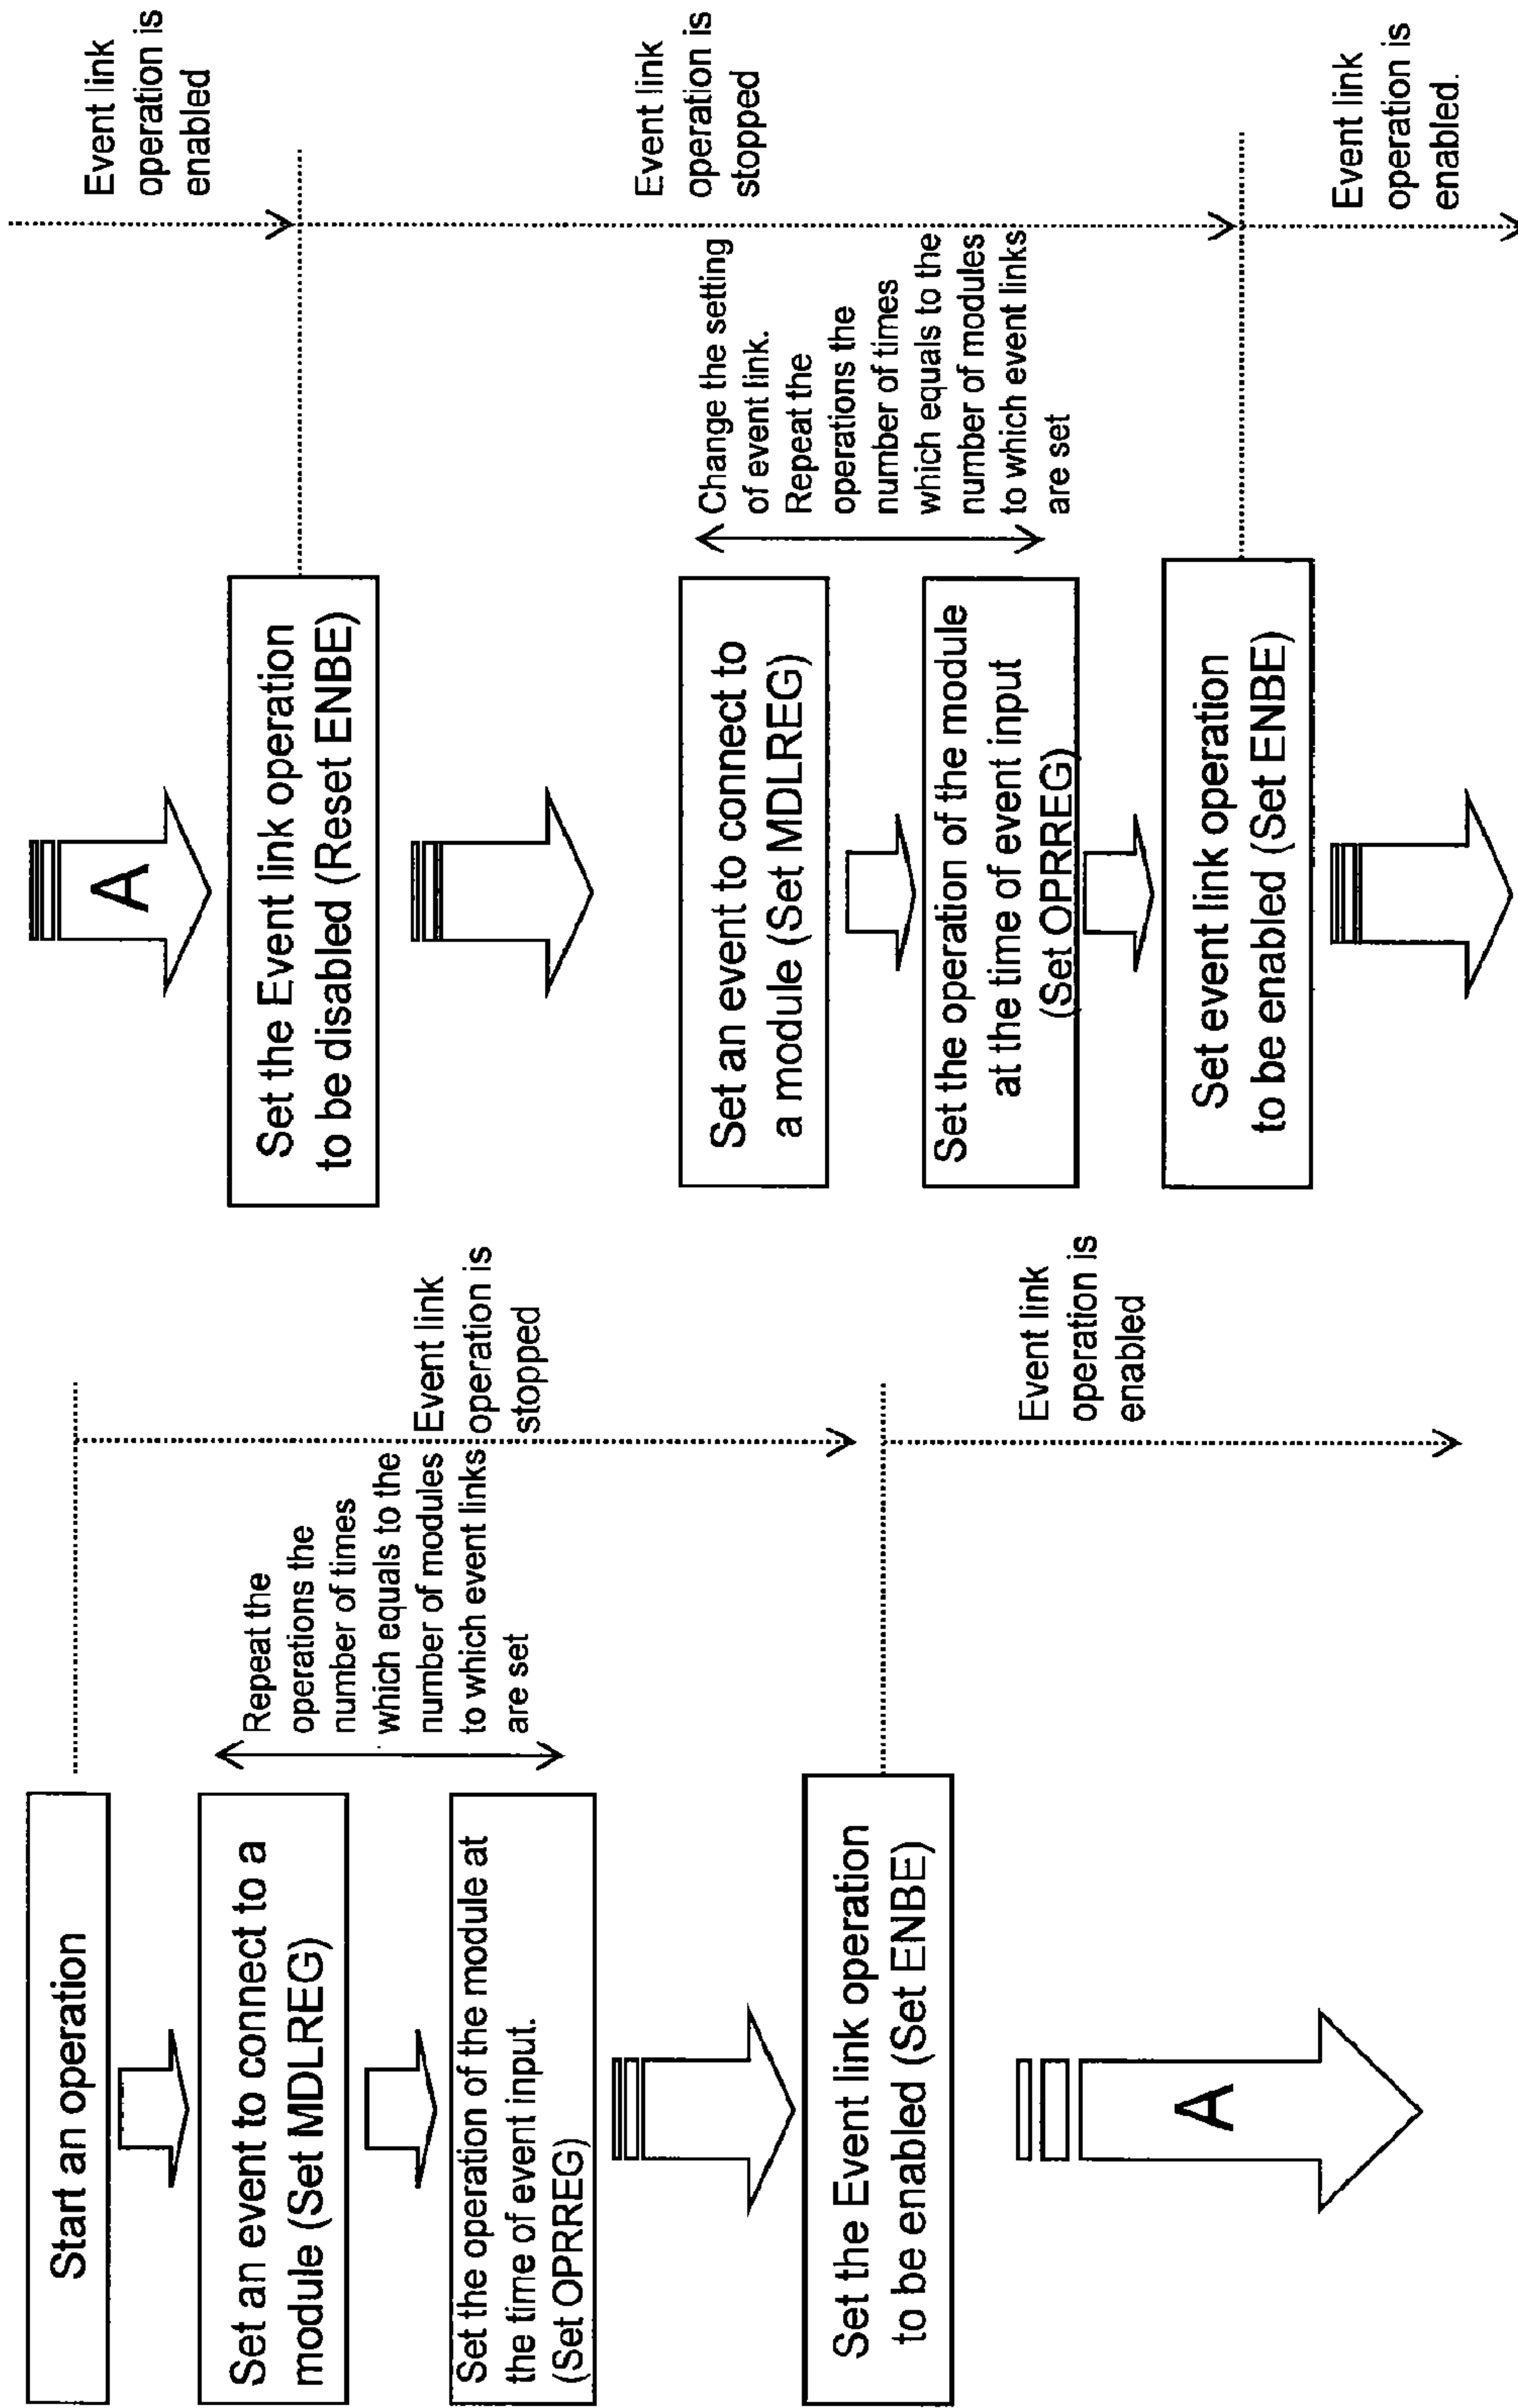 Start an operation
Set an event to connect to a
module (Set MDLREG)
Set the operation of the module at
the time of event input.
(Set OPRREG)
Repeat the
operations the
number of times
which equals to the
number of modules
to which event links
are set
Event link
operation is
stopped
Set the Event link operation
to be enabled (Set ENBE)
Event link
operation is
enabled
A
A
Event link
operation is
enabled
Set the Event link operation
to be disabled (Reset ENBE)
Event link
operation is
stopped
Set an event to connect to
a module (Set MDLREG)
Set the operation of the module
at the time of event input
(Set OPRREG)
Change the setting
of event link.
Repeat the
operations the
number of times
which equals to the
number of modules
to which event links
are set
Set event link operation
to be enabled (Set ENBE)
Event link
operation is
enabled.